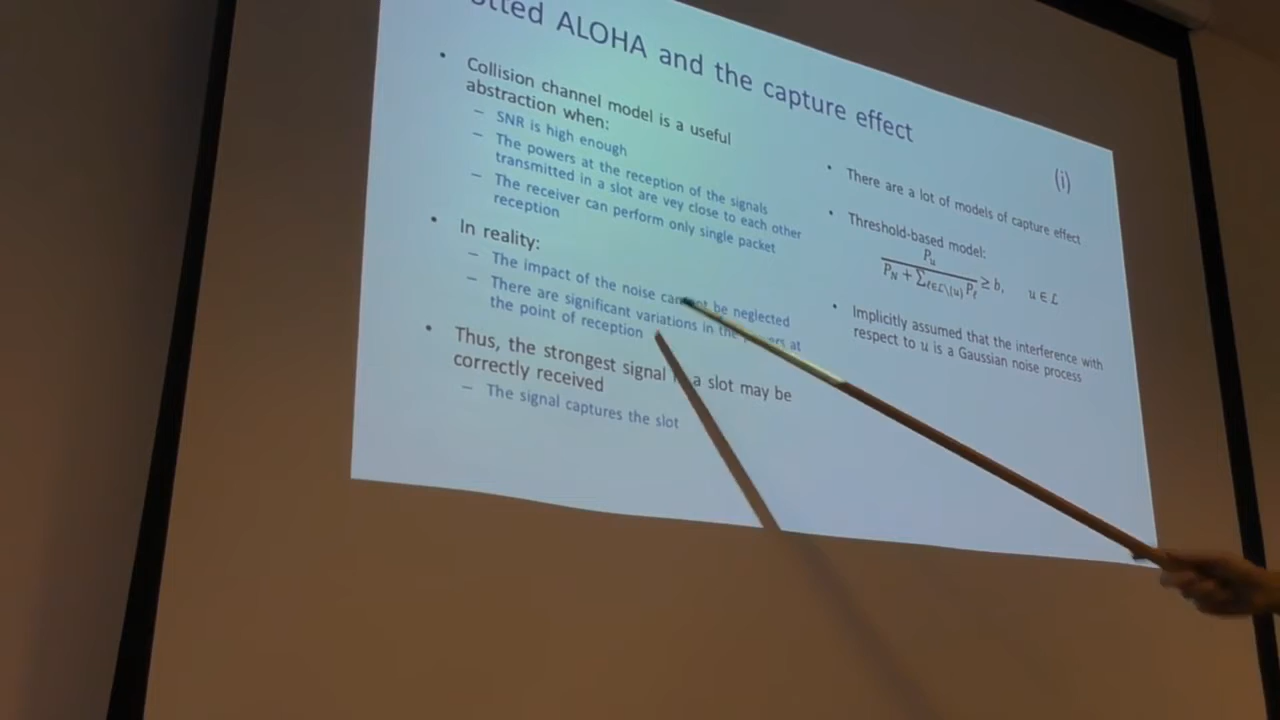 ALOHA and the capture effect
(i)
• Collision channel model is a useful
abstraction when:
– SNR is high enough
– The powers at the reception of the signals
transmitted in a slot are vey close to each other
– The receiver can perform only single packet
reception
• In reality:
– The impact of the noise cannot be neglected
– There are significant variations in the at
the point of reception
• Thus, the strongest signal a slot may be
correctly received
– The signal captures the slot
• There are a lot of models of capture effect
• Threshold-based model:
P_u / (P_N + ∑_{ℓ∈ℒ\{u}} P_ℓ) ≥ b, u ∈ ℒ
• Implicitly assumed that the interference with
respect to u is a Gaussian noise process